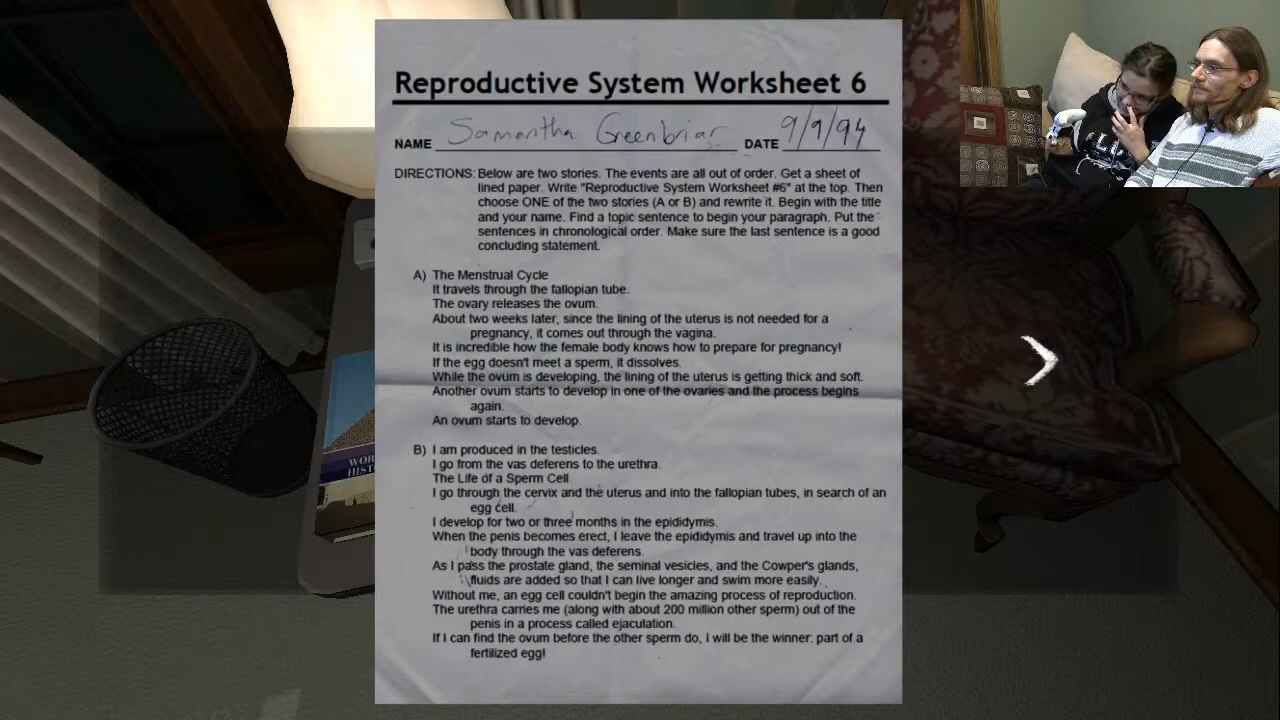 Reproductive System Worksheet 6
NAME Samantha Greenbriar DATE 9/9/94
DIRECTIONS: Below are two stories. The events are all out of order. Get a sheet of
lined paper. Write "Reproductive System Worksheet #6" at the top. Then
choose ONE of the two stories (A or B) and rewrite it. Begin with the title
and your name. Find a topic sentence to begin your paragraph. Put the
sentences in chronological order. Make sure the last sentence is a good
concluding statement.
A) The Menstrual Cycle
It travels through the fallopian tube.
The ovary releases the ovum.
About two weeks later, since the lining of the uterus is not needed for a
pregnancy, it comes out through the vagina.
It is incredible how the female body knows how to prepare for pregnancy!
If the egg doesn't meet a sperm, it dissolves.
While the ovum is developing, the lining of the uterus is getting thick and soft.
Another ovum starts to develop in one of the ovaries and the process begins
again.
An ovum starts to develop.
B) I am produced in the testicles.
I go from the vas deferens to the urethra.
The Life of a Sperm Cell.
I go through the cervix and the uterus and into the fallopian tubes, in search of an
egg cell.
I develop for two or three months in the epididymis.
When the penis becomes erect, I leave the epididymis and travel up into the
body through the vas deferens.
As I pass the prostate gland, the seminal vesicles, and the Cowper's glands,
fluids are added so that I can live longer and swim more easily.
Without me, an egg cell couldn't begin the amazing process of reproduction.
The urethra carries me (along with about 200 million other sperm) out of the
penis in a process called ejaculation.
If I can find the ovum before the other sperm do, I will be the winner: part of a
fertilized egg!